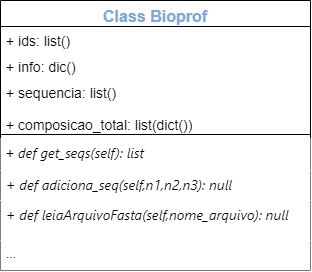 Class Bioprof
+ ids: list()
+ info: dic()
+ sequencia: list()
+ composicao_total: list(dict())
+ def get_seqs(self): list
+ def adiciona_seq(self,n1,n2,n3): null
+ def leiaArquivoFasta(self,nome_arquivo): null
...